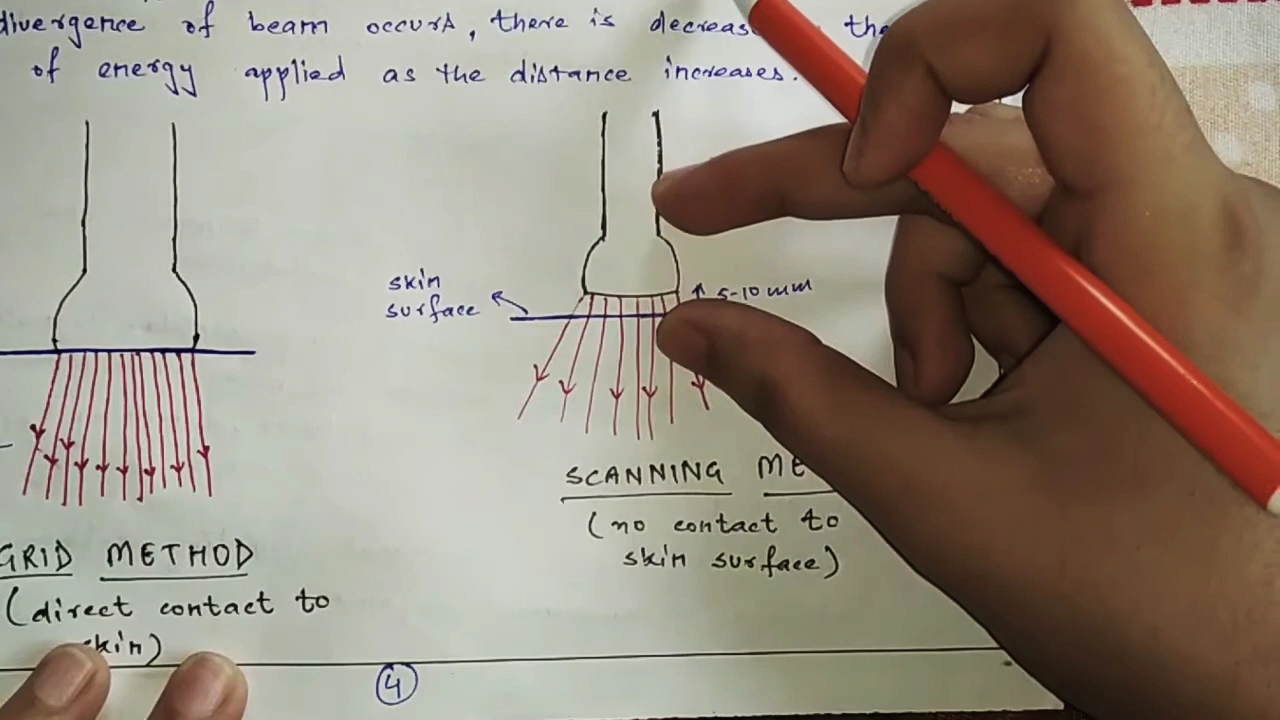 divergence of beam occurs, there is decreas the
of energy applied as the distance increases.
skin
surface
5-10 mm
SCANNING ME
(no contact to
skin surface)
GRID METHOD
(direct contact to
skin)
4